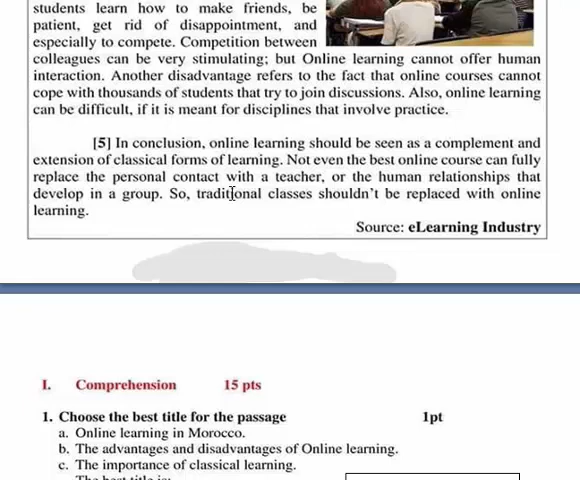 students learn how to make friends, be
patient, get rid of disappointment, and
especially to compete. Competition between
colleagues can be very stimulating; but Online learning cannot offer human
interaction. Another disadvantage refers to the fact that online courses cannot
cope with thousands of students that try to join discussions. Also, online learning
can be difficult, if it is meant for disciplines that involve practice.
[5] In conclusion, online learning should be seen as a complement and
extension of classical forms of learning. Not even the best online course can fully
replace the personal contact with a teacher, or the human relationships that
develop in a group. So, traditional classes shouldn't be replaced with online
learning.
Source: eLearning Industry
I. Comprehension 15 pts
1. Choose the best title for the passage 1pt
a. Online learning in Morocco.
b. The advantages and disadvantages of Online learning.
c. The importance of classical learning.
The best title is: